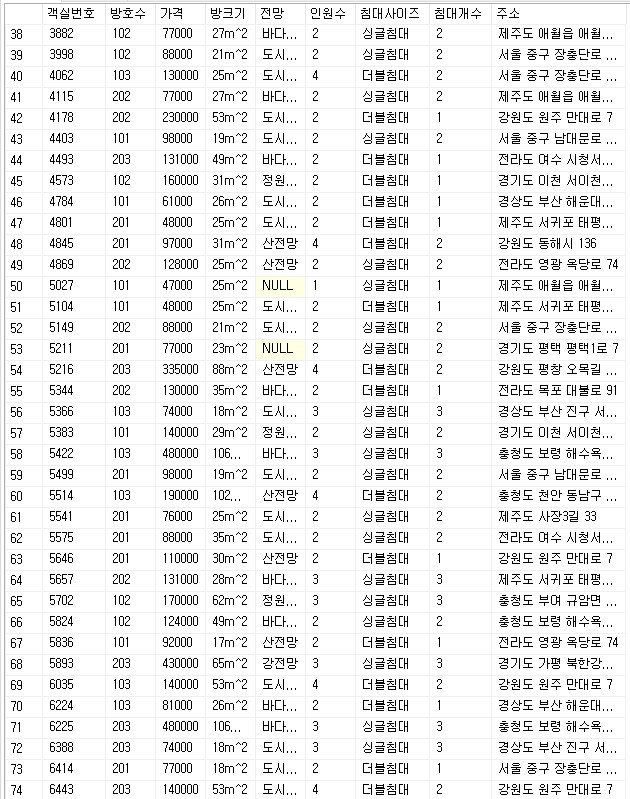 객실번호 방호수 가격 방크기 전망 인원수 침대사이즈 침대개수 주소
38 3882 102 77000 27m^2 바다... 2 싱글침대 2 제주도 애월읍 애월...
39 3998 102 88000 21m^2 도시... 2 싱글침대 2 서울 중구 장충단로 ...
40 4062 103 130000 25m^2 도시... 4 더블침대 2 서울 중구 장충단로 ...
41 4115 202 77000 27m^2 바다... 2 싱글침대 2 제주도 애월읍 애월...
42 4178 202 230000 53m^2 도시... 2 더블침대 1 강원도 원주 만대로 7
43 4403 101 98000 19m^2 도시... 2 싱글침대 2 서울 중구 남대문로 ...
44 4493 203 131000 49m^2 바다... 2 더블침대 1 전라도 여수 시청서...
45 4573 102 160000 31m^2 정원... 2 더블침대 1 경기도 이천 서이천...
46 4784 101 61000 26m^2 도시... 2 더블침대 1 경상도 부산 해운대...
47 4801 201 48000 25m^2 도시... 2 더블침대 1 제주도 서귀포 태평...
48 4845 201 97000 31m^2 산전망 4 더블침대 2 강원도 동해시 136
49 4869 202 128000 25m^2 산전망 2 싱글침대 2 전라도 영광 옥당로 74
50 5027 101 47000 25m^2 NULL 1 싱글침대 1 제주도 애월읍 애월...
51 5104 101 48000 25m^2 도시... 2 더블침대 1 제주도 서귀포 태평...
52 5149 202 88000 21m^2 도시... 2 싱글침대 2 서울 중구 장충단로 ...
53 5211 201 77000 23m^2 NULL 2 싱글침대 2 경기도 평택 평택1로 7
54 5216 203 335000 88m^2 산전망 4 더블침대 2 강원도 평창 오목길 ...
55 5344 202 130000 35m^2 바다... 2 더블침대 1 전라도 목포 대불로 91
56 5366 103 74000 18m^2 도시... 3 싱글침대 3 경상도 부산 진구 서...
57 5383 101 140000 29m^2 정원... 2 싱글침대 2 경기도 이천 서이천...
58 5422 103 480000 106,,, 바다... 3 싱글침대 3 충청도 보령 해수욕...
59 5499 201 98000 19m^2 도시... 2 싱글침대 2 서울 중구 남대문로 ...
60 5514 103 190000 102,,, 산전망 4 더블침대 2 충청도 천안 동남구 ...
61 5541 201 76000 25m^2 도시... 2 싱글침대 2 제주도 사장3길 33
62 5575 201 88000 35m^2 도시... 2 싱글침대 2 전라도 여수 시청서...
63 5646 201 110000 30m^2 산전망 2 더블침대 1 강원도 원주 만대로 7
64 5657 202 131000 28m^2 바다... 3 싱글침대 3 제주도 서귀포 태평...
65 5702 102 170000 62m^2 정원... 3 싱글침대 3 충청도 부여 규암면 ...
66 5824 102 124000 49m^2 바다... 2 싱글침대 2 충청도 보령 해수욕...
67 5836 101 92000 17m^2 산전망 2 더블침대 1 전라도 영광 옥당로 74
68 5893 203 430000 65m^2 강전망 3 싱글침대 3 경기도 가평 북한강...
69 6035 103 140000 53m^2 도시... 4 더블침대 2 강원도 원주 만대로 7
70 6224 103 81000 26m^2 바다... 2 더블침대 1 경상도 부산 해운대...
71 6225 203 480000 106,,, 바다... 3 싱글침대 3 충청도 보령 해수욕...
72 6388 203 74000 18m^2 도시... 3 싱글침대 3 경상도 부산 진구 서...
73 6414 201 77000 18m^2 도시... 2 더블침대 1 서울 중구 장충단로 ...
74 6443 203 140000 53m^2 도시... 4 더블침대 2 강원도 원주 만대로 7